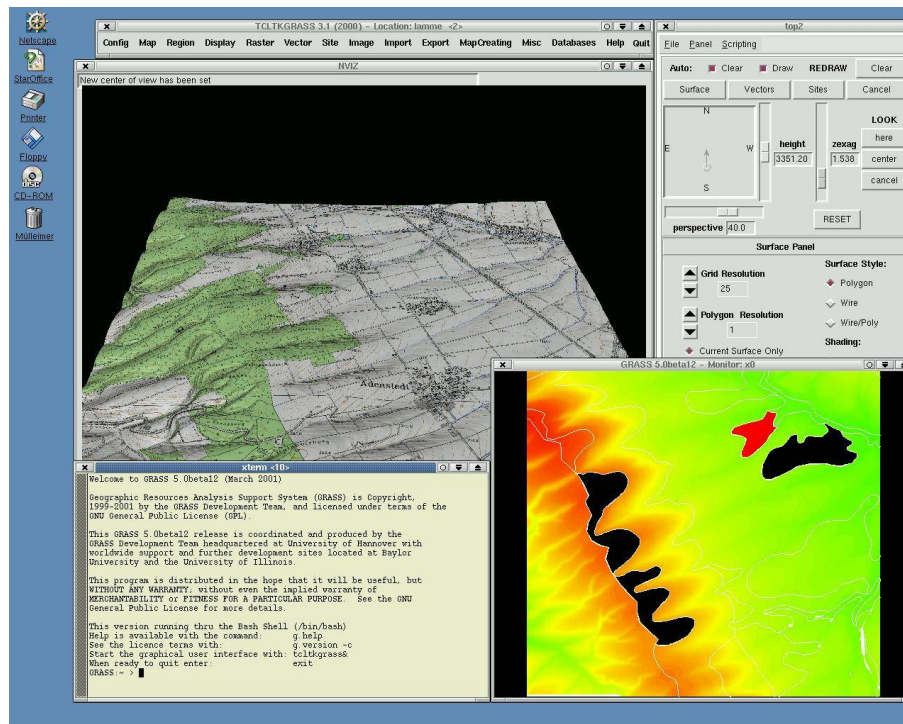 Netscape
StarOffice
Printer
Floppy
CD-ROM
Mülleimer
TCLTKGRASS 3.1 (2000) - Location: lamme <2>
Config Map Region Display Raster Vector Site Image Import Export MapCreating Misc Databases Help Quit
NVIZ
New center of view has been set
Adenstedt
top2
File Panel Scripting
Auto: Clear Draw REDRAW Clear
Surface Vectors Sites Cancel
N
E W
S
height
3351.20
zexag
1.538
LOOK
here
center
cancel
RESET
perspective 40.0
Surface Panel
Grid Resolution
25
Polygon Resolution
1
Current Surface Only
Surface Style:
Polygon
Wire
Wire/Poly
Shading:
xterm <10>
Welcome to GRASS 5.0beta12 (March 2001)
Geographic Resources Analysis Support System (GRASS) is Copyright,
1999-2001 by the GRASS Development Team, and licensed under terms of the
GNU General Public License (GPL).
This GRASS 5.0beta12 release is coordinated and produced by the
GRASS Development Team headquartered at University of Hannover with
worldwide support and further development sites located at Baylor
University and the University of Illinois.
This program is distributed in the hope that it will be useful, but
WITHOUT ANY WARRANTY; without even the implied warranty of
MERCHANTABILITY or FITNESS FOR A PARTICULAR PURPOSE. See the GNU
General Public License for more details.
This version running thru the Bash Shell (/bin/bash)
Help is available with the command: g.help
See the licence terms with: g.version -c
Start the graphical user interface with: tcltkgrass&
When ready to quit enter: exit
GRASS:~ >
GRASS 5.0beta12 - Monitor: x0